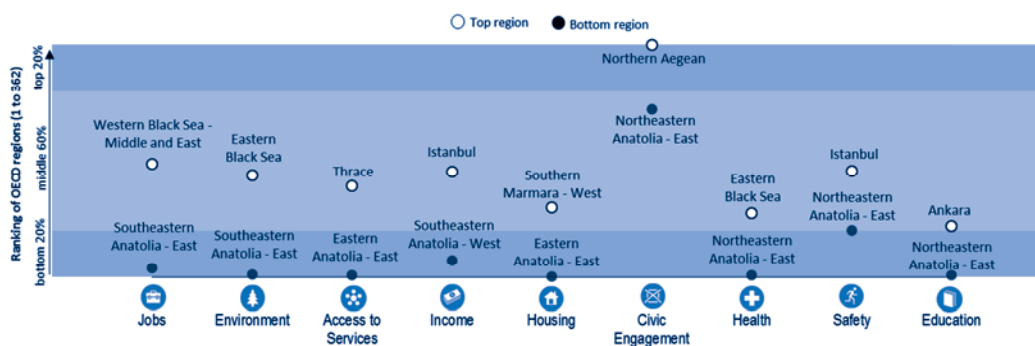 Top region
Bottom region
Ranking of OECD regions (1 to 362)
top 20%
middle 60%
bottom 20%
Western Black Sea -
Middle and East
Southeastern
Anatolia - East
Eastern
Black Sea
Southeastern
Anatolia - East
Thrace
Eastern
Anatolia - East
Istanbul
Southeastern
Anatolia - West
Southern
Marmara - West
Eastern
Anatolia - East
Northern Aegean
Northeastern
Anatolia - East
Eastern
Black Sea
Northeastern
Anatolia - East
Istanbul
Northeastern
Anatolia - East
Ankara
Northeastern
Anatolia - East
Jobs
Environment
Access to
Services
Income
Housing
Civic
Engagement
Health
Safety
Education